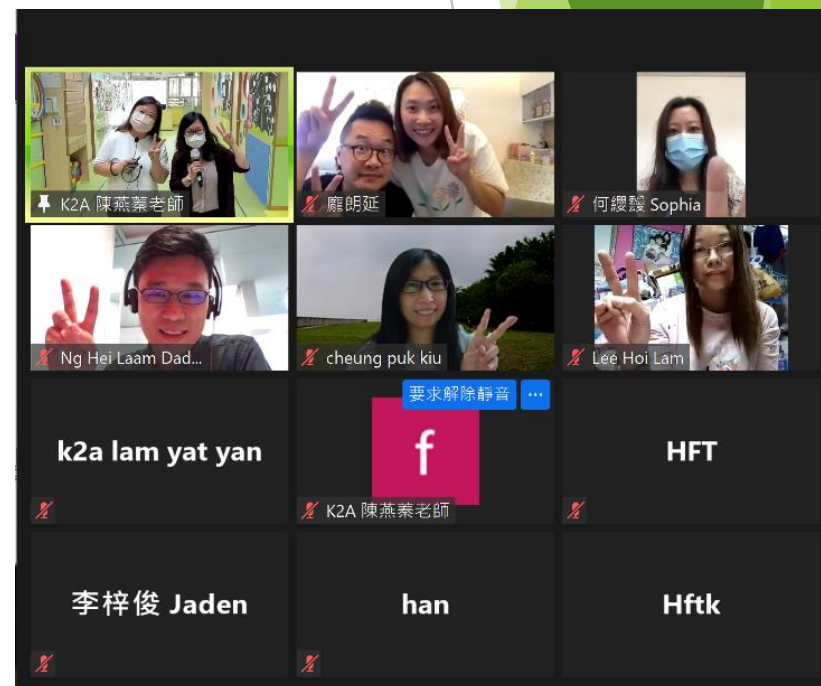 K2A 陳燕蓁老師
龐朗延
何纓靉 Sophia
Ng Hei Laam Dad...
cheung puk kiu
Lee Hoi Lam
要求解除靜音 ...
k2a lam yat yan
f
K2A 陳燕蓁老師
HFT
李梓俊 Jaden
han
Hftk